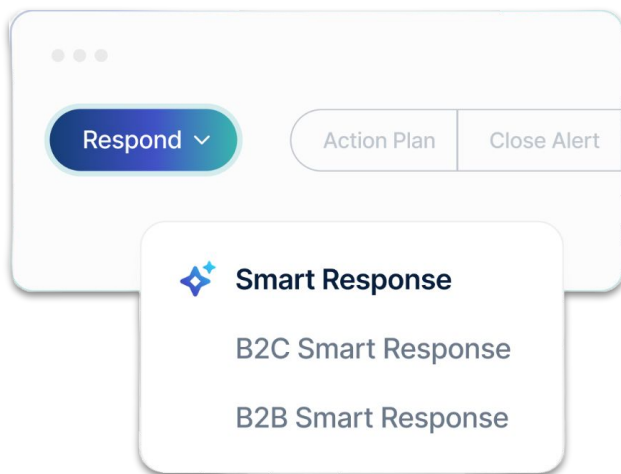 Respond
Action Plan
Close Alert
Smart Response
B2C Smart Response
B2B Smart Response